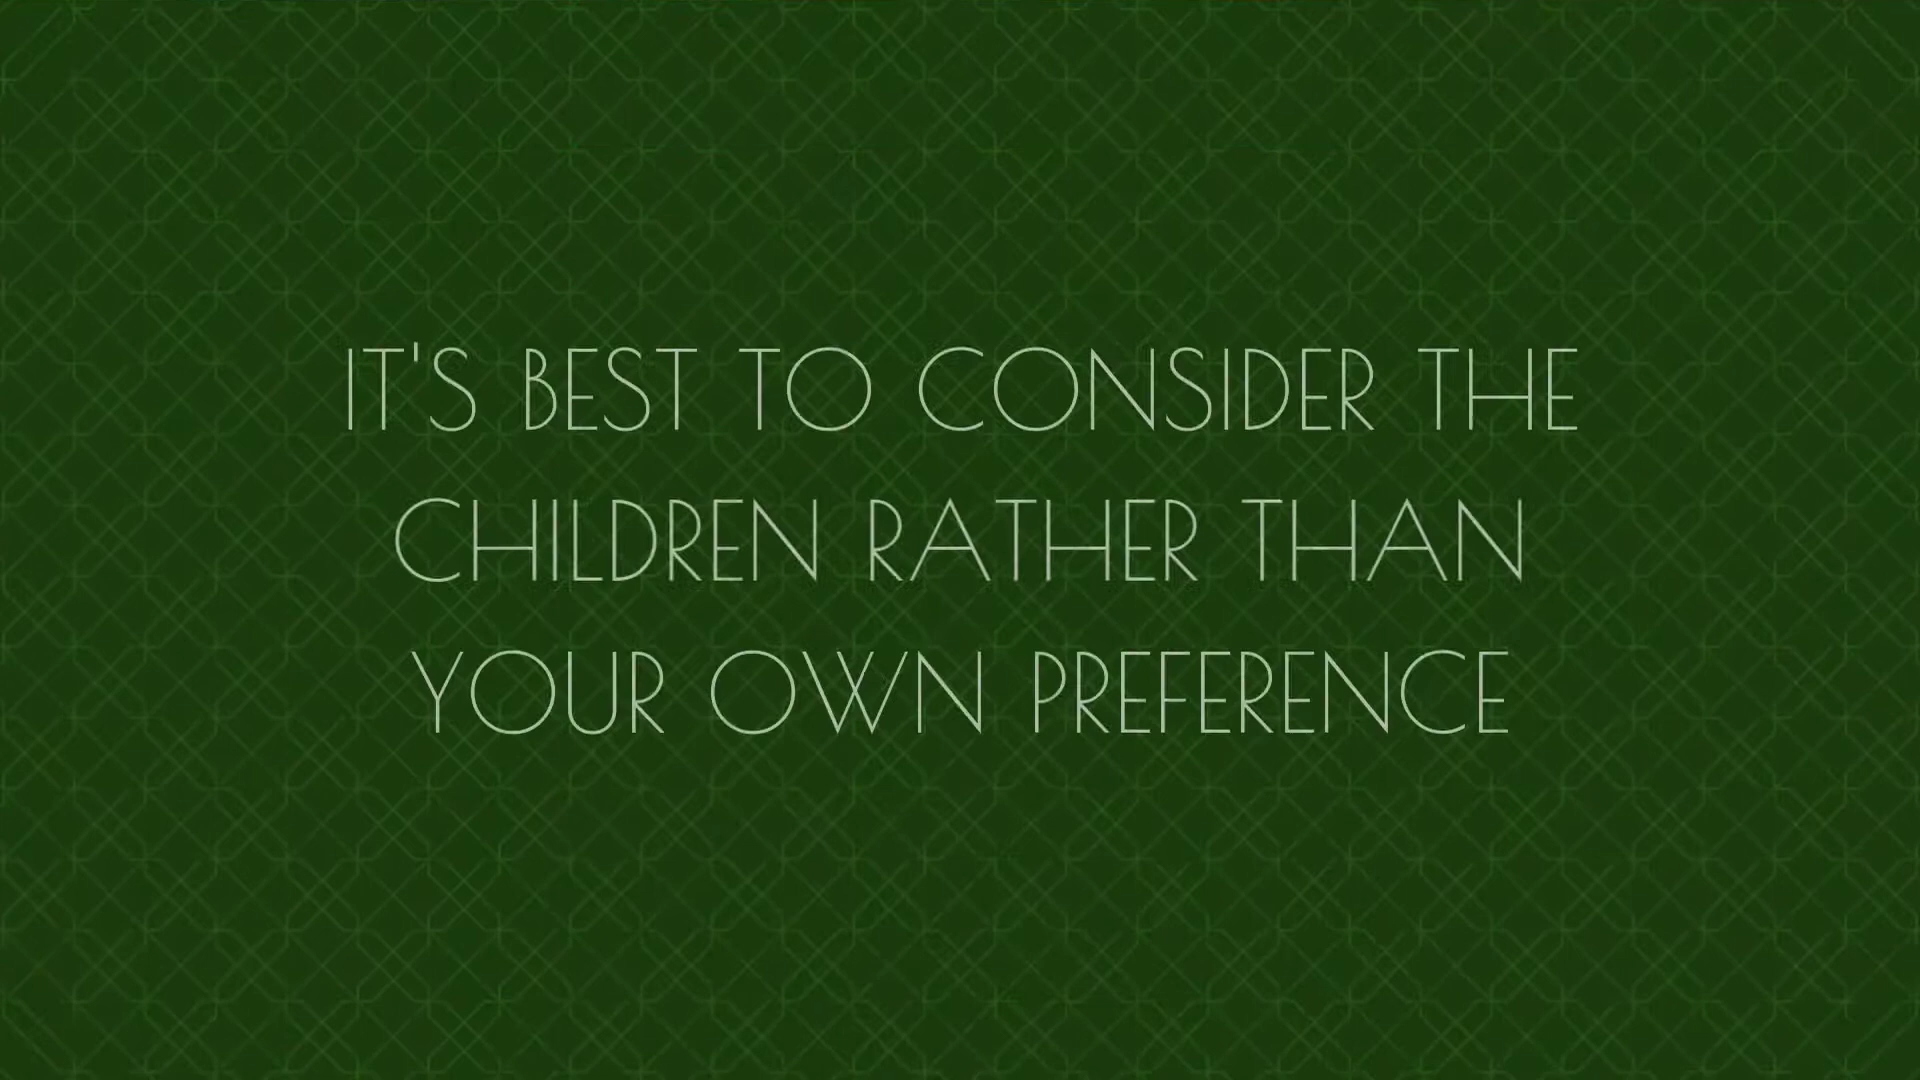 IT'S BEST TO CONSIDER THE
CHILDREN RATHER THAN
YOUR OWN PREFERENCE